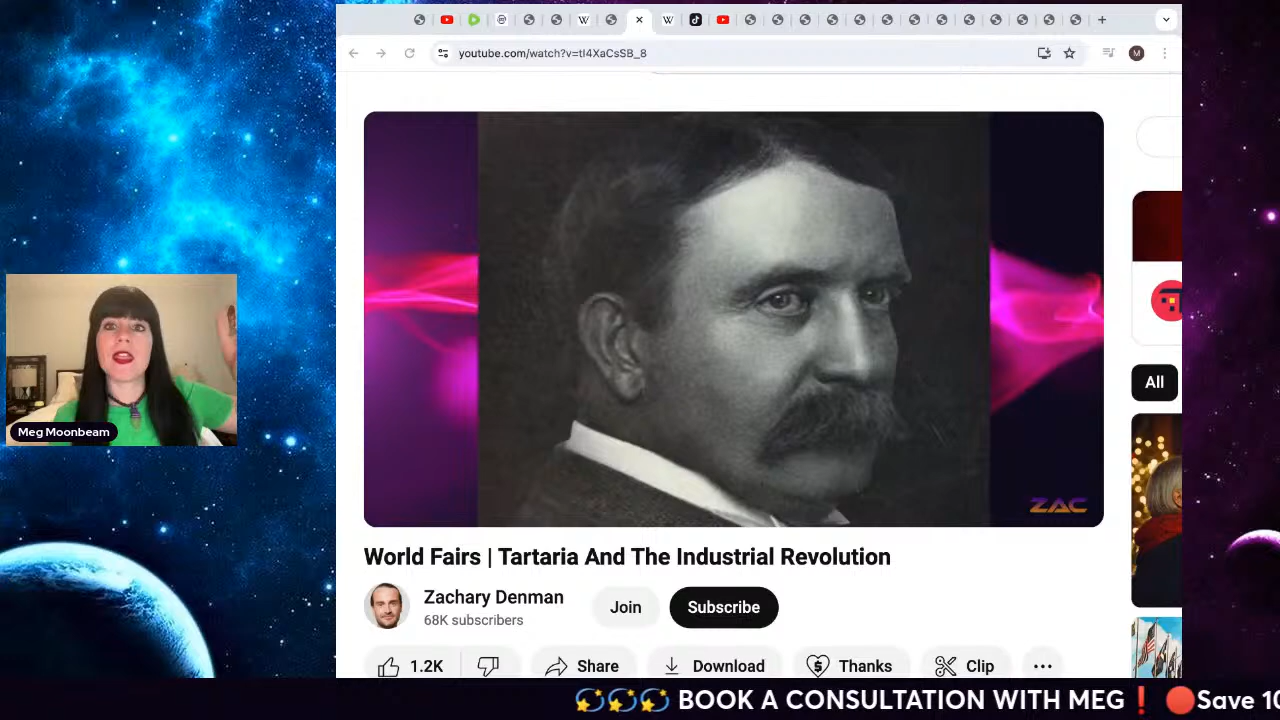 youtube.com/watch?v=tI4XaCsSB_8
M
ZAC
All
Meg Moonbeam
World Fairs | Tartaria And The Industrial Revolution
Zachary Denman
68K subscribers
Join
Subscribe
1.2K
Share
Download
Thanks
Clip
BOOK A CONSULTATION WITH MEG❗ 🔴Save 10